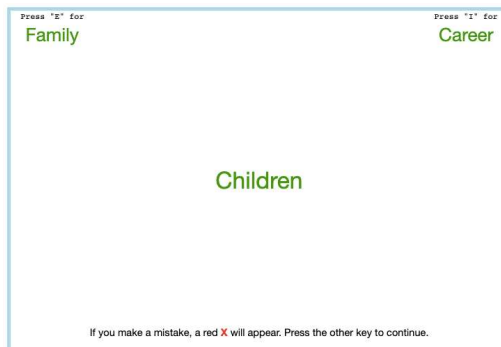 Press "E" for
Family
Press "I" for
Career
Children
If you make a mistake, a red X will appear. Press the other key to continue.